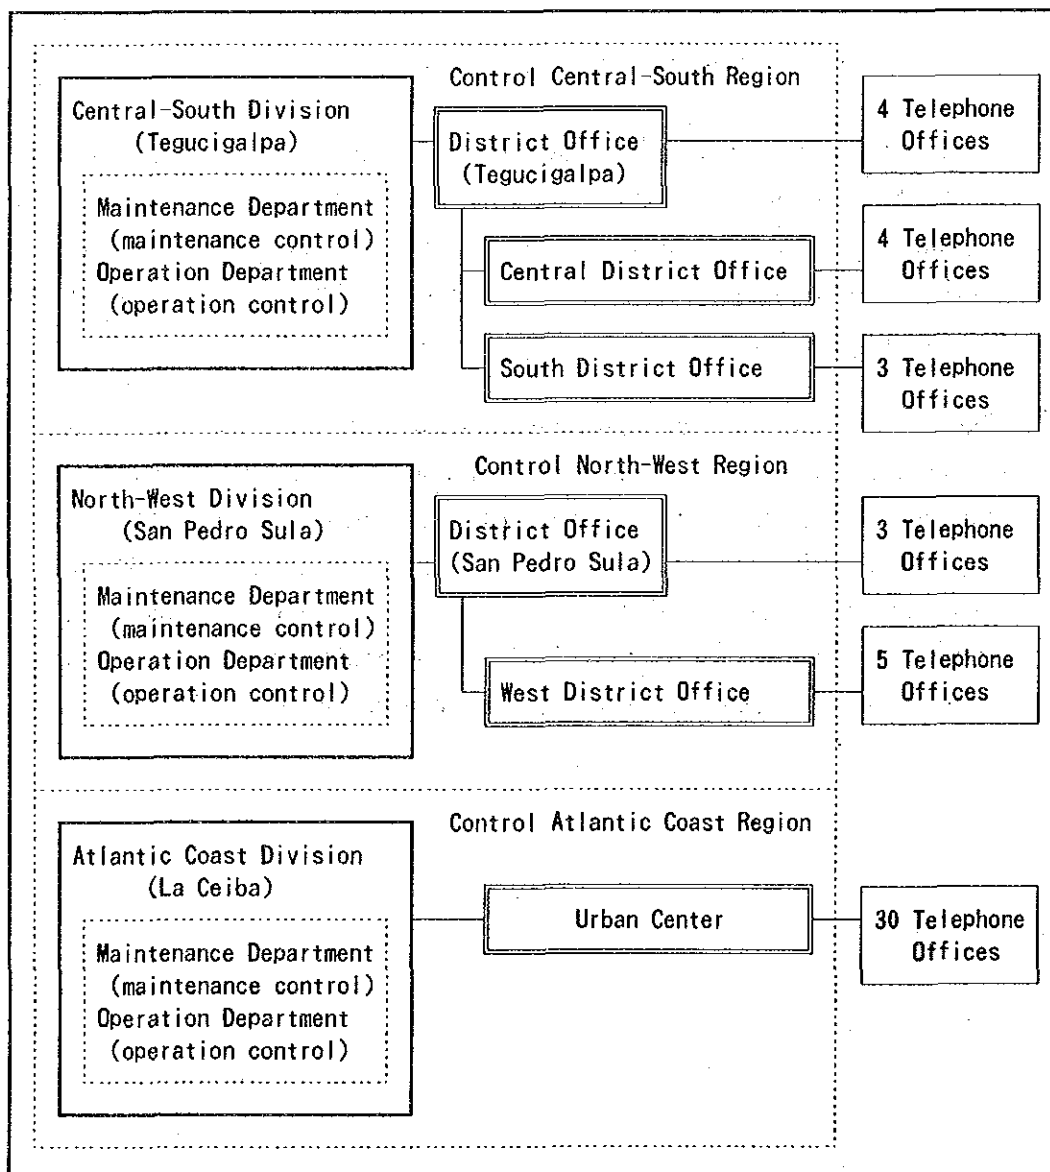 Control Central-South Region
Central-South Division
(Tegucigalpa)
Maintenance Department
(maintenance control)
Operation Department
(operation control)
District Office
(Tegucigalpa)
4 Telephone
Offices
Central District Office
4 Telephone
Offices
South District Office
3 Telephone
Offices
Control North-West Region
North-West Division
(San Pedro Sula)
Maintenance Department
(maintenance control)
Operation Department
(operation control)
District Office
(San Pedro Sula)
3 Telephone
Offices
West District Office
5 Telephone
Offices
Control Atlantic Coast Region
Atlantic Coast Division
(La Ceiba)
Maintenance Department
(maintenance control)
Operation Department
(operation control)
Urban Center
30 Telephone
Offices